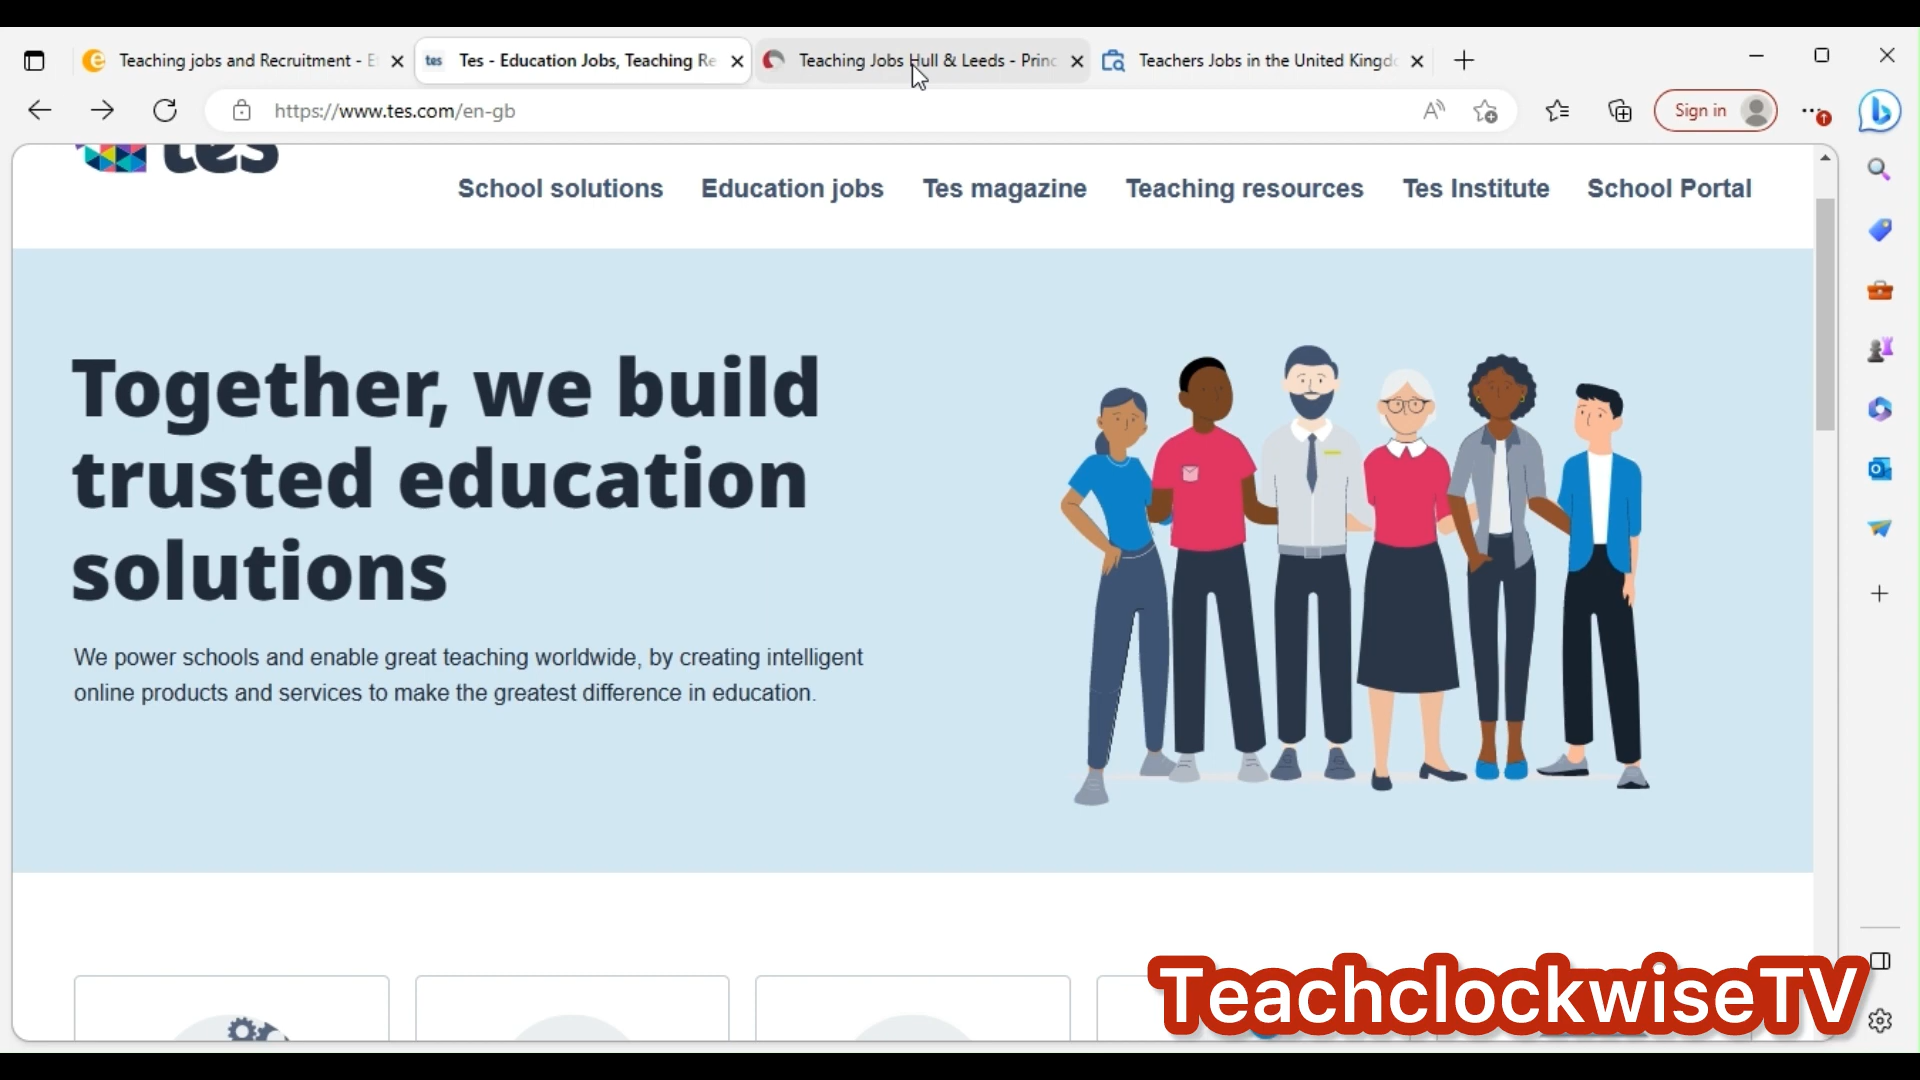 Teaching jobs and Recruitment - E
Tes - Education Jobs, Teaching Re
Teaching Jobs Hull & Leeds - Princ
Teachers Jobs in the United Kingdo
https://www.tes.com/en-gb
Sign in
tes
School solutions
Education jobs
Tes magazine
Teaching resources
Tes Institute
School Portal
Together, we build
trusted education
solutions
We power schools and enable great teaching worldwide, by creating intelligent
online products and services to make the greatest difference in education.
TeachclockwiseTV